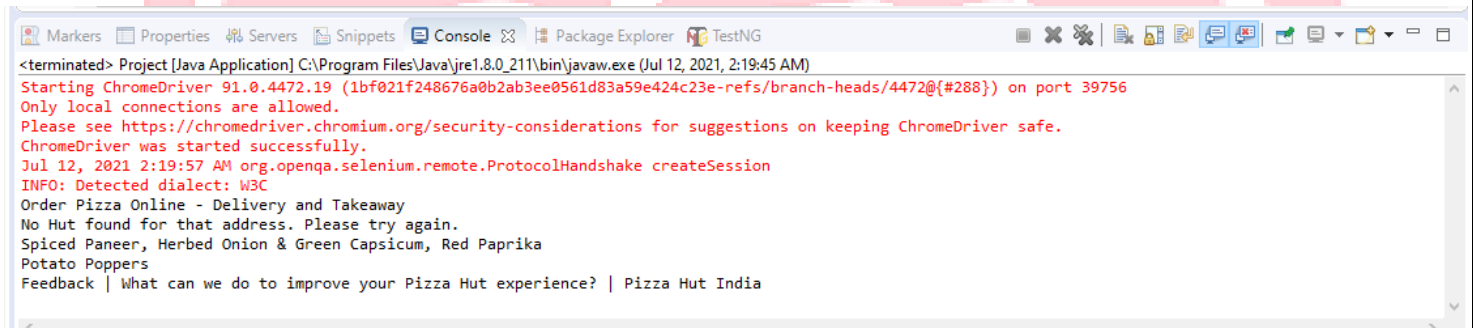 Markers Properties Servers Snippets Console Package Explorer TestNG
<terminated> Project [Java Application] C:\Program Files\Java\jre1.8.0_211\bin\javaw.exe (Jul 12, 2021, 2:19:45 AM)
Starting ChromeDriver 91.0.4472.19 (1bf021f248676a0b2ab3ee0561d83a59e424c23e-refs/branch-heads/4472@{#288}) on port 39756
Only local connections are allowed.
Please see https://chromedriver.chromium.org/security-considerations for suggestions on keeping ChromeDriver safe.
ChromeDriver was started successfully.
Jul 12, 2021 2:19:57 AM org.openqa.selenium.remote.ProtocolHandshake createSession
INFO: Detected dialect: W3C
Order Pizza Online - Delivery and Takeaway
No Hut found for that address. Please try again.
Spiced Paneer, Herbed Onion & Green Capsicum, Red Paprika
Potato Poppers
Feedback | What can we do to improve your Pizza Hut experience? | Pizza Hut India